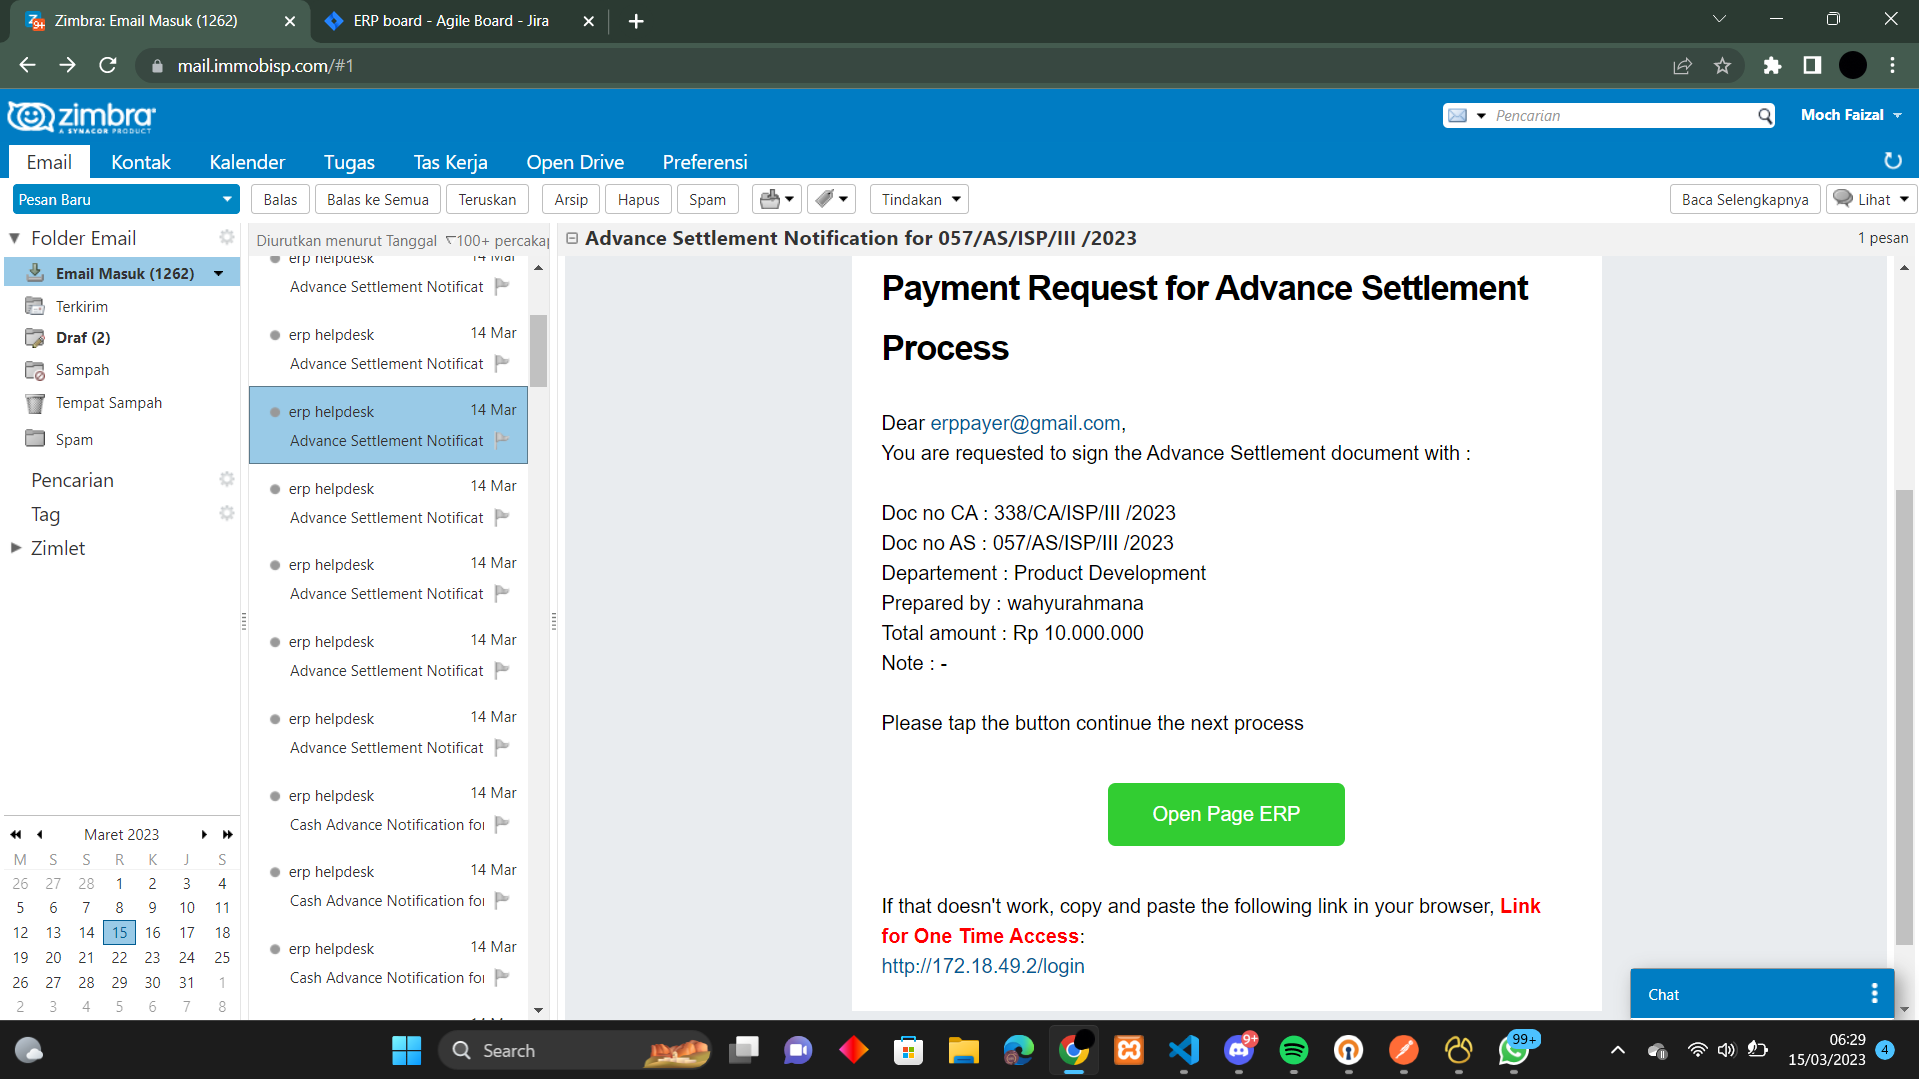 Zimbra: Email Masuk (1262)
ERP board - Agile Board - Jira
mail.immobisp.com/#1
zimbra
A SYNACOR PRODUCT
Pencarian
Moch Faizal
Email Kontak Kalender Tugas Tas Kerja Open Drive Preferensi
Pesan Baru
Balas Balas ke Semua Teruskan Arsip Hapus Spam Tindakan Baca Selengkapnya Lihat
Folder Email
Email Masuk (1262)
Terkirim
Draf (2)
Sampah
Tempat Sampah
Spam
Pencarian
Tag
Zimlet
Maret 2023
M S S R K J S
26 27 28 1 2 3 4
5 6 7 8 9 10 11
12 13 14 15 16 17 18
19 20 21 22 23 24 25
26 27 28 29 30 31 1
2 3 4 5 6 7 8
Diurutkan menurut Tanggal 100+ percakap
erp helpdesk 14 Mar
Advance Settlement Notificat
erp helpdesk 14 Mar
Advance Settlement Notificat
erp helpdesk 14 Mar
Advance Settlement Notificat
erp helpdesk 14 Mar
Advance Settlement Notificat
erp helpdesk 14 Mar
Advance Settlement Notificat
erp helpdesk 14 Mar
Advance Settlement Notificat
erp helpdesk 14 Mar
Advance Settlement Notificat
erp helpdesk 14 Mar
Cash Advance Notification for
erp helpdesk 14 Mar
Cash Advance Notification for
erp helpdesk 14 Mar
Cash Advance Notification for
Advance Settlement Notification for 057/AS/ISP/III /2023
1 pesan
Payment Request for Advance Settlement
Process
Dear erppayer@gmail.com,
You are requested to sign the Advance Settlement document with :
Doc no CA : 338/CA/ISP/III /2023
Doc no AS : 057/AS/ISP/III /2023
Departement : Product Development
Prepared by : wahyurahmana
Total amount : Rp 10.000.000
Note : -
Please tap the button continue the next process
Open Page ERP
If that doesn't work, copy and paste the following link in your browser, Link
for One Time Access:
http://172.18.49.2/login
Chat
Search
9+
99+
06:29
15/03/2023
4